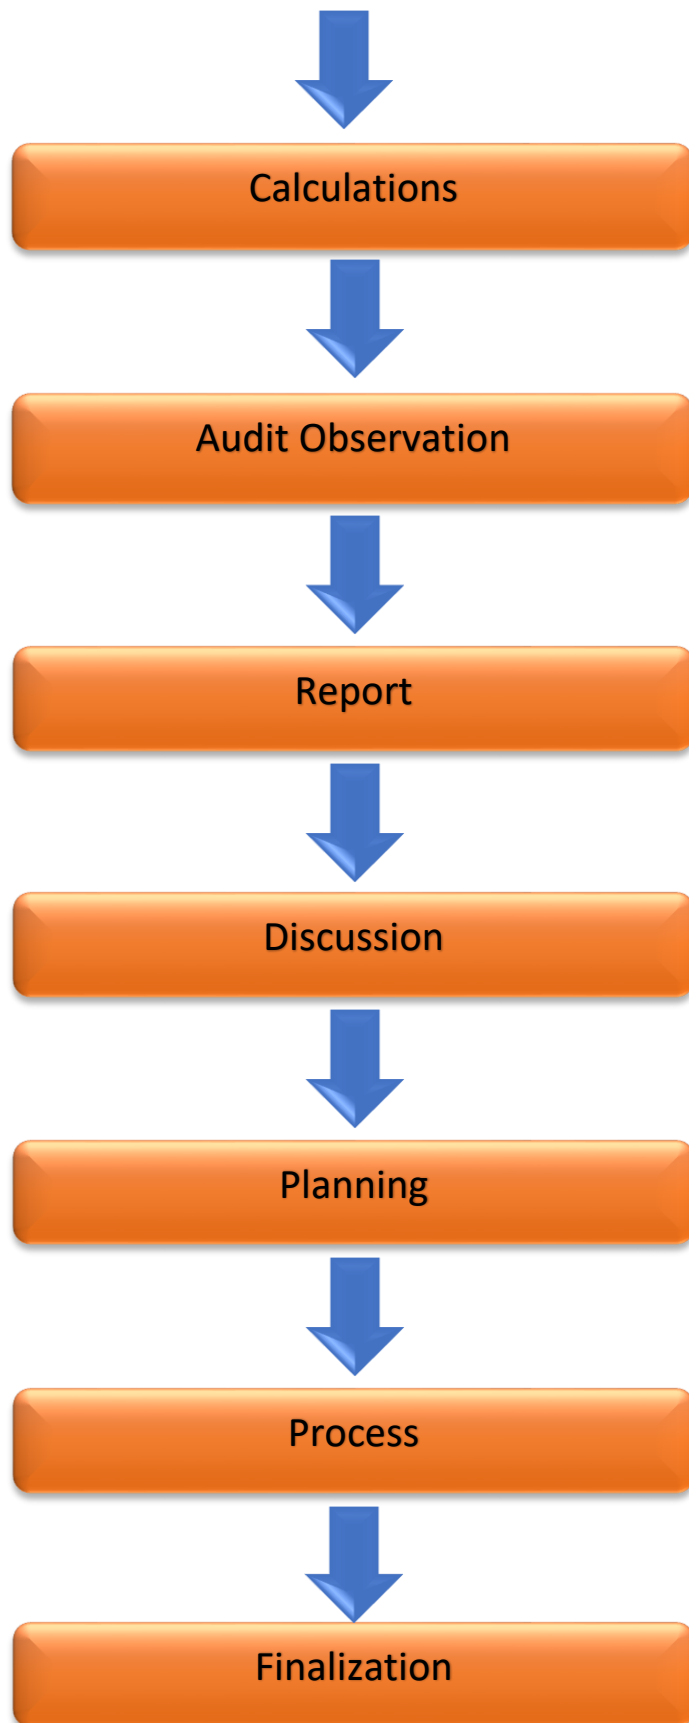 Calculations
Audit Observation
Report
Discussion
Planning
Process
Finalization